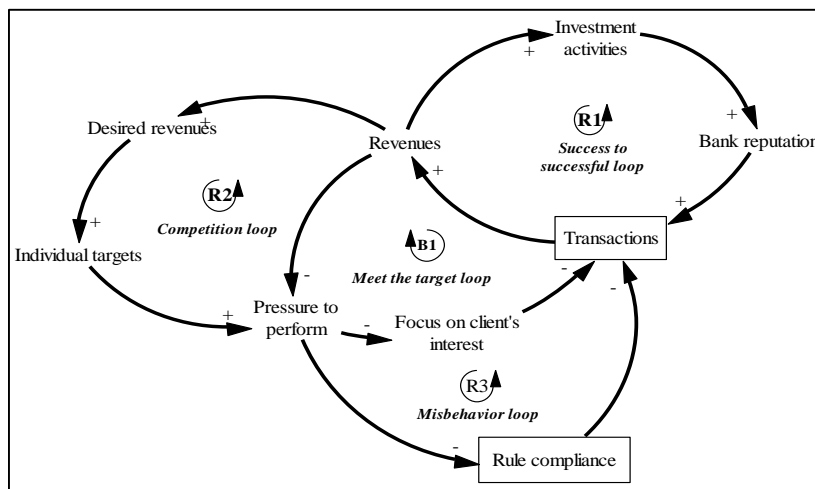 Investment
activities
+
+
Desired revenues
+
Revenues
R1
Success to
successful loop
+
Bank reputation
+
R2
Competition loop
+
+
Individual targets
B1
Meet the target loop
Transactions
-
-
-
+
Pressure to
perform
-
Focus on client's
interest
R3
Misbehavior loop
-
Rule compliance